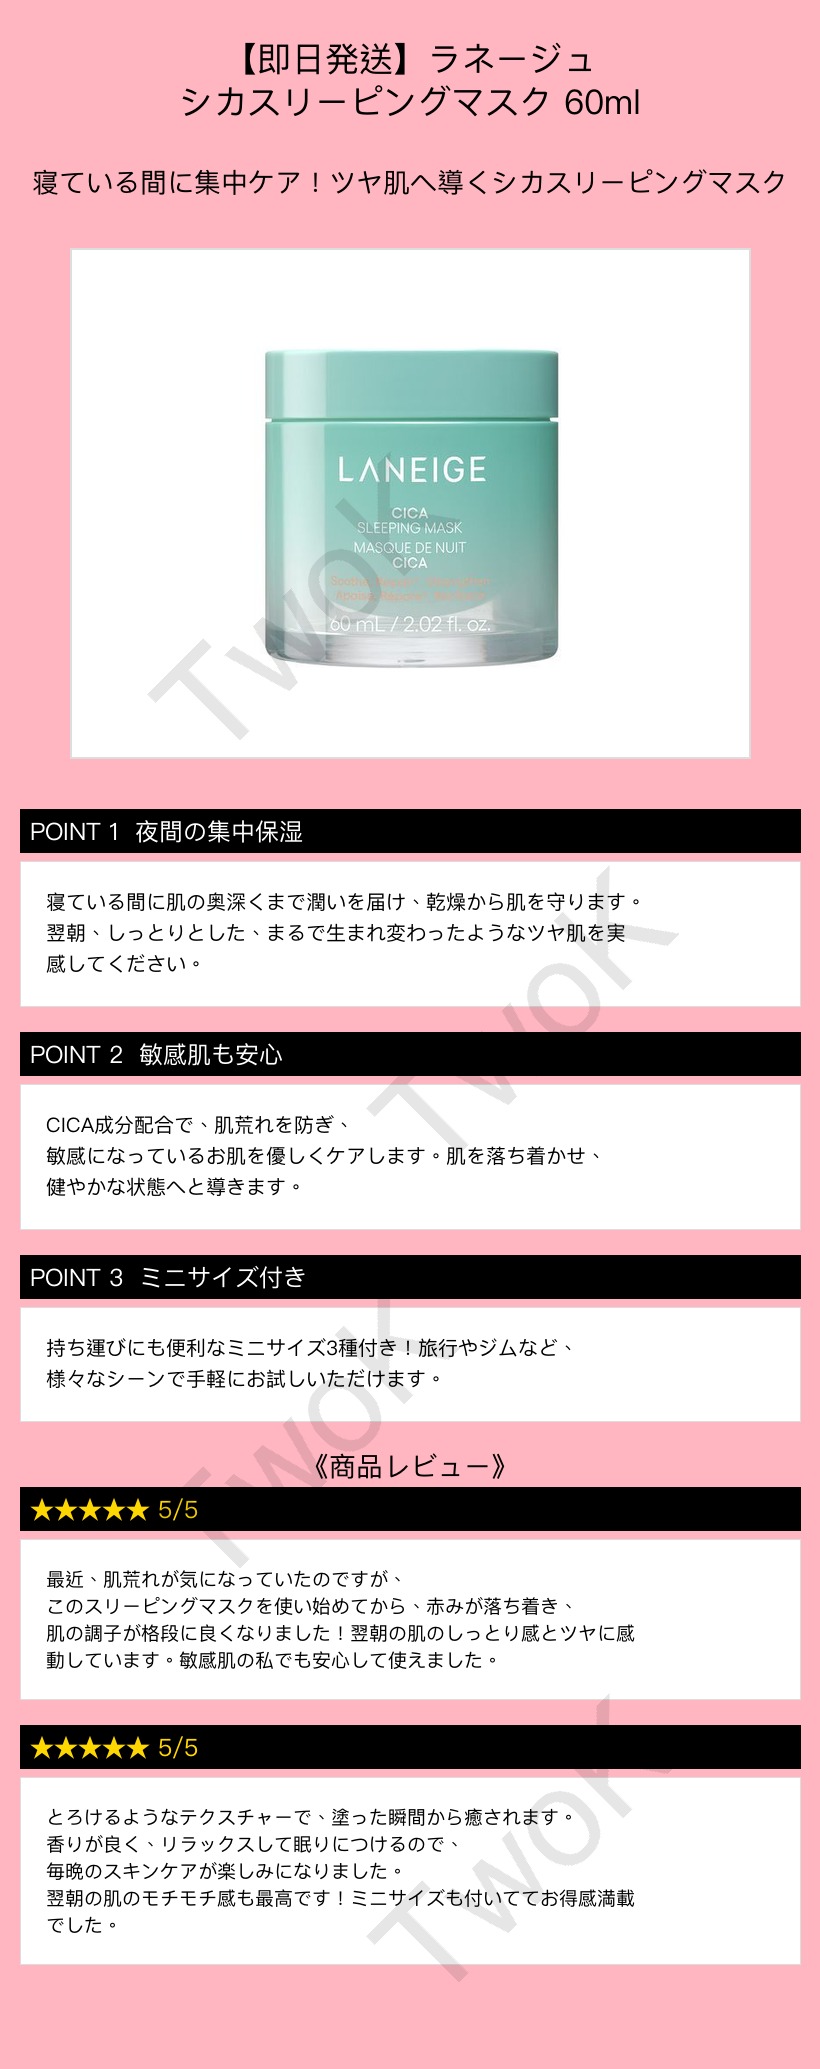 【即日発送】ラネージュ
シカスリーピングマスク 60ml
寝ている間に集中ケア！ツヤ肌へ導くシカスリーピングマスク
LANEIGE
CICA
SLEEPING MASK
MASQUE DE NUIT
CICA
60 mL / 2.02 fl. oz.
TwoK
POINT 1 夜間の集中保湿
寝ている間に肌の奥深くまで潤いを届け、乾燥から肌を守ります。
翌朝、しっとりとした、まるで生まれ変わったようなツヤ肌を実
感してください。
TwoK
POINT 2 敏感肌も安心
CICA成分配合で、肌荒れを防ぎ、
敏感になっているお肌を優しくケアします。肌を落ち着かせ、
健やかな状態へと導きます。
POINT 3 ミニサイズ付き
持ち運びにも便利なミニサイズ3種付き！旅行やジムなど、
様々なシーンで手軽にお試しいただけます。
TwoK
《商品レビュー》
★★★★★ 5/5
最近、肌荒れが気になっていたのですが、
このスリーピングマスクを使い始めてから、赤みが落ち着き、
肌の調子が格段に良くなりました！翌朝の肌のしっとり感とツヤに感
動しています。敏感肌の私でも安心して使えました。
★★★★★ 5/5
とろけるようなテクスチャーで、塗った瞬間から癒されます。
香りが良く、リラックスして眠りにつけるので、
毎晩のスキンケアが楽しみになりました。
翌朝の肌のモチモチ感も最高です！ミニサイズも付いててお得感満載
でした。
TwoK